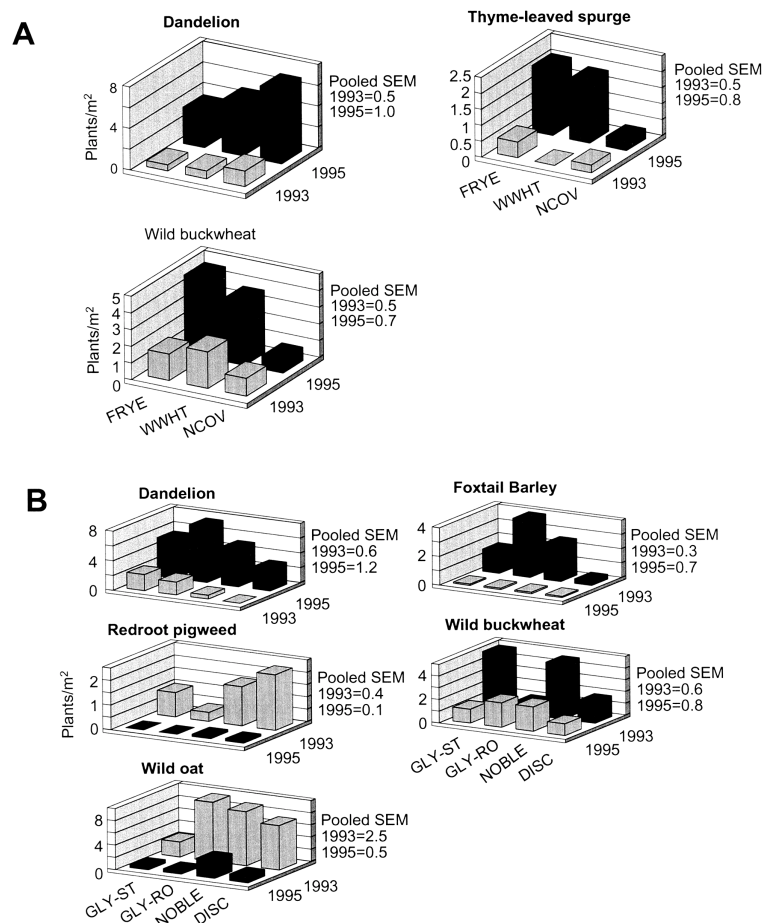 A
Dandelion
8
4
0
Plants/m²
Pooled SEM
1993=0.5
1995=1.0
1995
1993
Thyme-leaved spurge
2.5
2
1.5
1
0.5
0
Pooled SEM
1993=0.5
1995=0.8
FRYE
WWHT
NCOV
1995
1993
Wild buckwheat
5
4
3
2
1
0
Plants/m²
Pooled SEM
1993=0.5
1995=0.7
FRYE
WWHT
NCOV
1995
1993
B
Dandelion
8
4
0
Pooled SEM
1993=0.6
1995=1.2
1995
1993
Foxtail Barley
4
2
0
Pooled SEM
1993=0.3
1995=0.7
1993
1995
Redroot pigweed
2
1
0
Plants/m²
Pooled SEM
1993=0.4
1995=0.1
1993
1995
Wild buckwheat
4
2
0
Pooled SEM
1993=0.6
1995=0.8
GLY-ST
GLY-RO
NOBLE
DISC
1993
1995
Wild oat
8
4
0
Pooled SEM
1993=2.5
1995=0.5
GLY-ST
GLY-RO
NOBLE
DISC
1993
1995